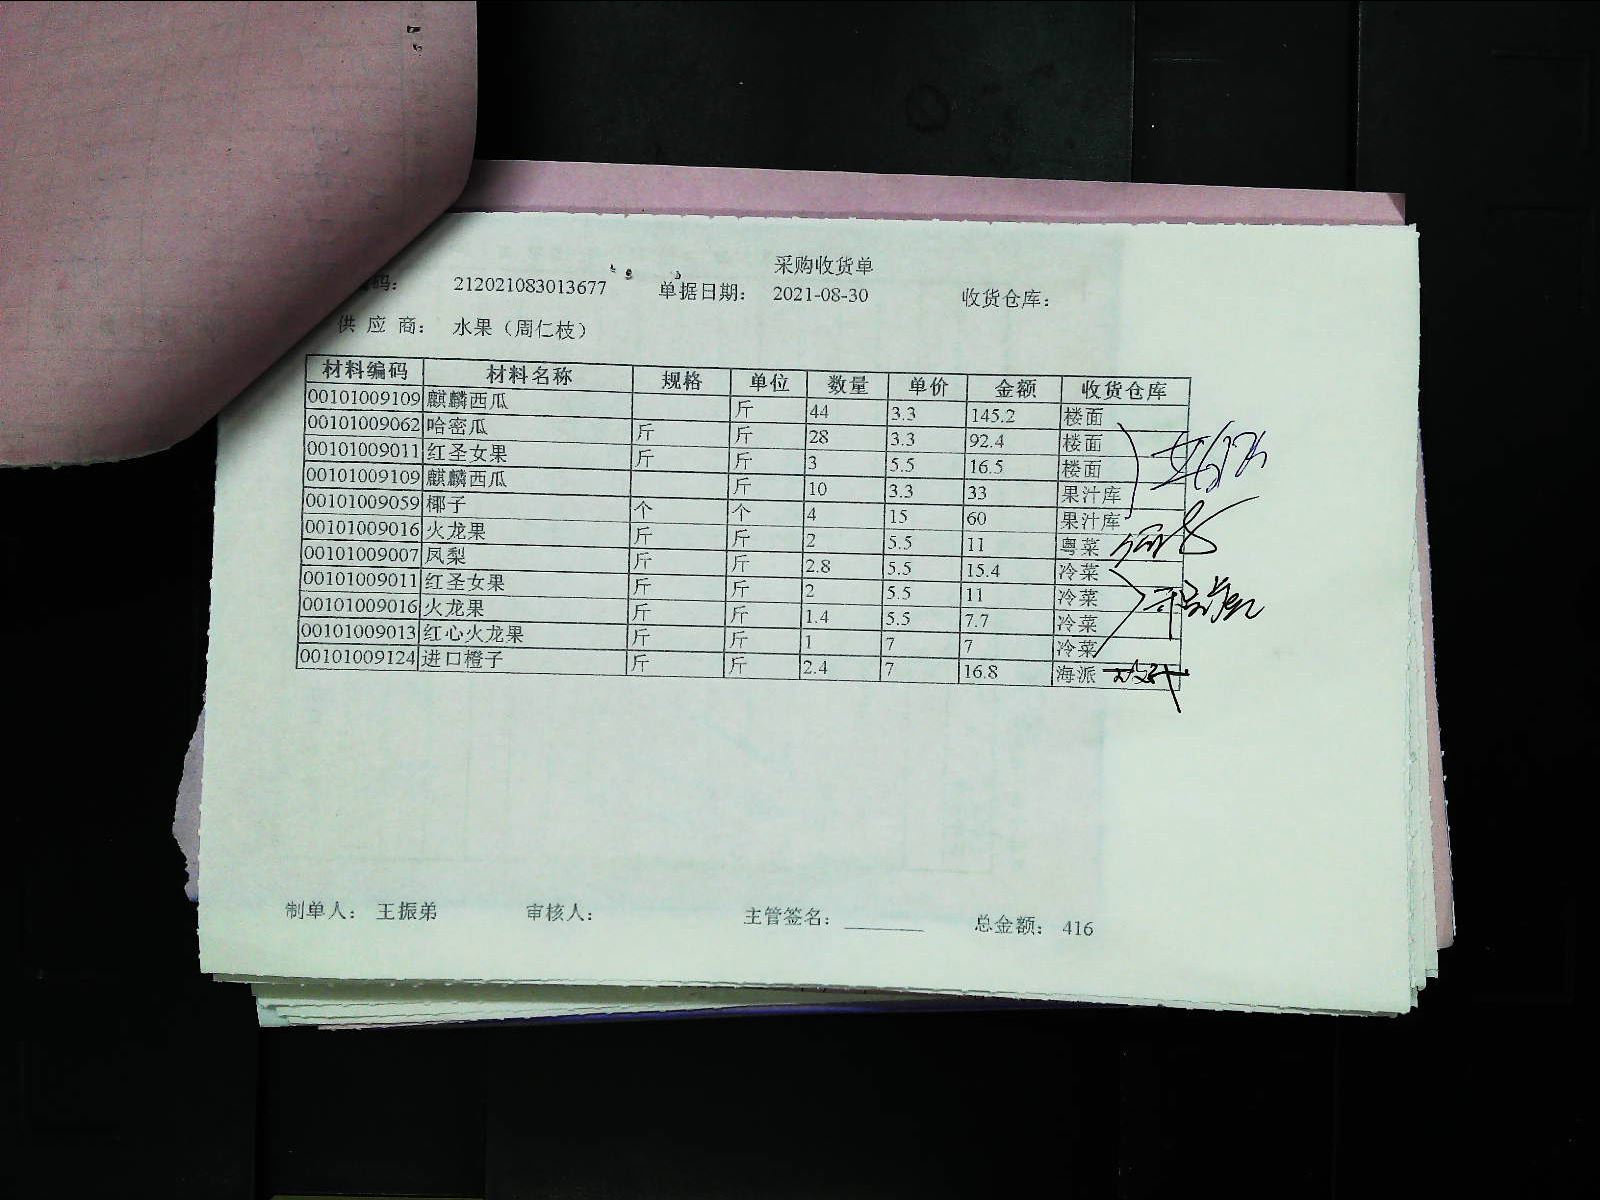 采购收货单
码： 212021083013677 单据日期： 2021-08-30 收货仓库：
供 应 商： 水果（周仁枝）
材料编码 材料名称 规格 单位 数量 单价 金额 收货仓库
00101009109 麒麟西瓜 斤 44 3.3 145.2 楼面
00101009062 哈密瓜 斤 斤 28 3.3 92.4 楼面
00101009011 红圣女果 斤 斤 3 5.5 16.5 楼面
00101009109 麒麟西瓜 斤 10 3.3 33 果汁库
00101009059 椰子 个 个 4 15 60 果汁库
00101009016 火龙果 斤 斤 2 5.5 11 粤菜
00101009007 凤梨 斤 斤 2.8 5.5 15.4 冷菜
00101009011 红圣女果 斤 斤 2 5.5 11 冷菜
00101009016 火龙果 斤 斤 1.4 5.5 7.7 冷菜
00101009013 红心火龙果 斤 斤 1 7 7 冷菜
00101009124 进口橙子 斤 斤 2.4 7 16.8 海派
制单人： 王振弟 审核人： 主管签名： 总金额： 416